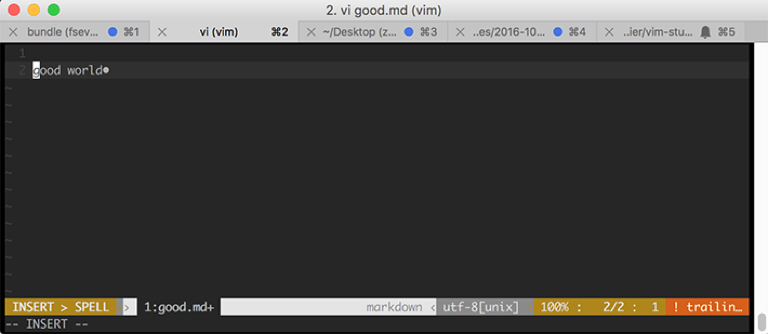 2. vi good.md (vim)
bundle (fsev... ⌘1 vi (vim) ⌘2 ~/Desktop (z... ⌘3 ..es/2016-10... ⌘4 ..ier/vim-stu... ⌘5
1
2 good world•
~
~
~
~
~
~
~
~
~
~
~
~
INSERT > SPELL > 1:good.md+ markdown < utf-8[unix] 100% : 2/2 : 1 ! trailin...
-- INSERT --